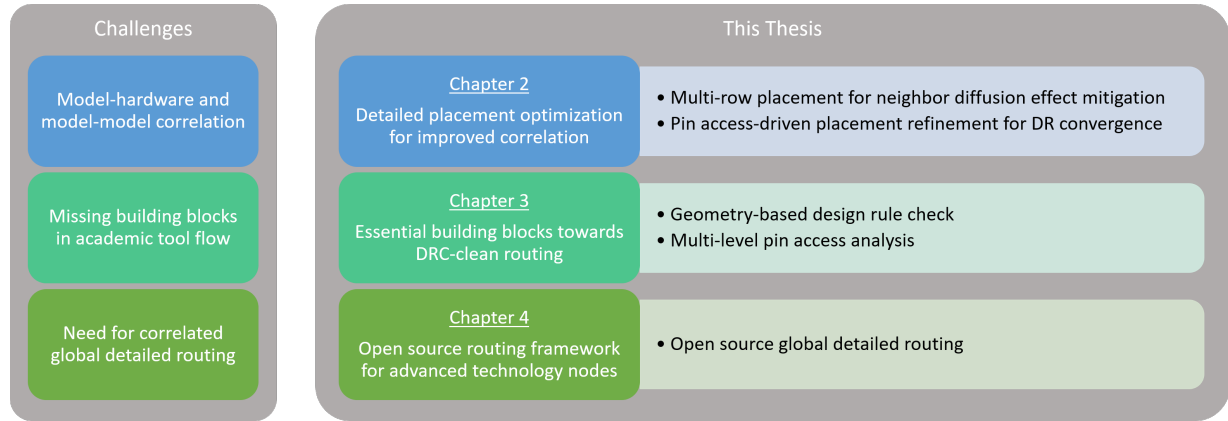 Challenges
Model-hardware and
model-model correlation
Missing building blocks
in academic tool flow
Need for correlated
global detailed routing
This Thesis
Chapter 2
Detailed placement optimization
for improved correlation
• Multi-row placement for neighbor diffusion effect mitigation
• Pin access-driven placement refinement for DR convergence
Chapter 3
Essential building blocks towards
DRC-clean routing
• Geometry-based design rule check
• Multi-level pin access analysis
Chapter 4
Open source routing framework
for advanced technology nodes
• Open source global detailed routing